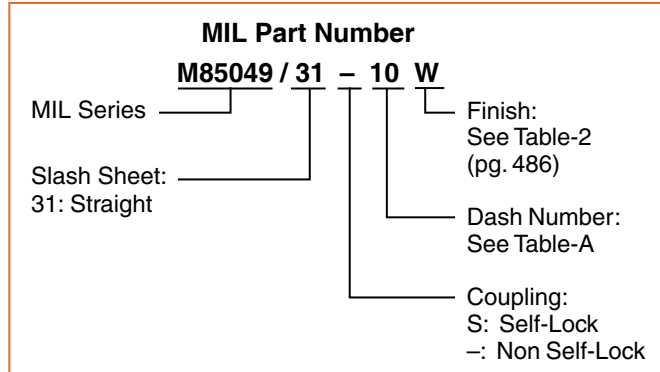 MIL Part Number
M85049 / 31 – 10 W
MIL Series
Slash Sheet:
31: Straight
Finish:
See Table-2
(pg. 486)
Dash Number:
See Table-A
Coupling:
S: Self-Lock
–: Non Self-Lock